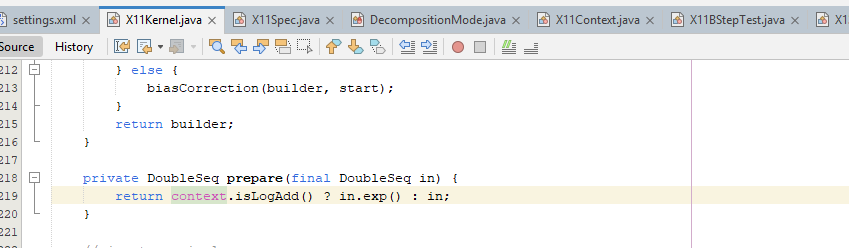 settings.xml X11Kernel.java X11Spec.java DecompositionMode.java X11Context.java X11BStepTest.java
Source History
212 } else {
213 biasCorrection(builder, start);
214 }
215 return builder;
216 }
217
218 private DoubleSeq prepare(final DoubleSeq in) {
219 return context.isLogAdd() ? in.exp() : in;
220 }
221